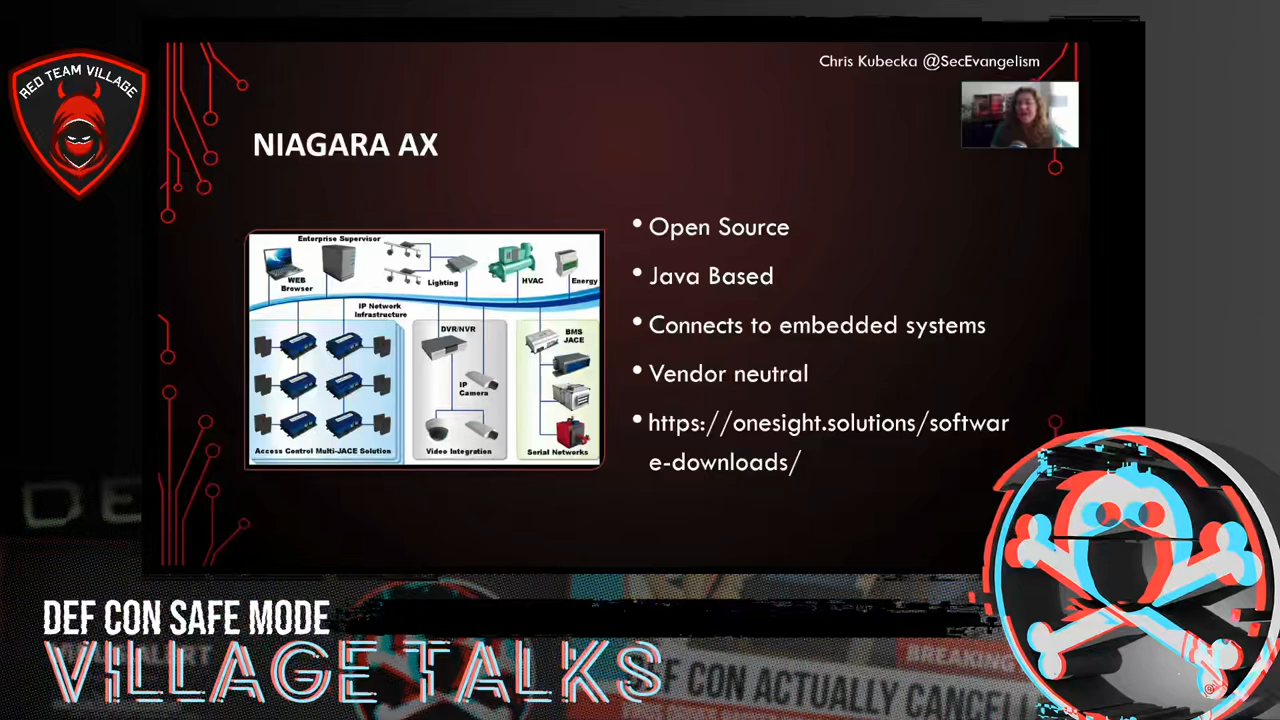 RED TEAM VILLAGE
Chris Kubecka @SecEvangelism
NIAGARA AX
Enterprise Supervisor
WEB
Browser
Lighting
HVAC
Energy
IP Network
Infrastructure
DVR/NVR
BMS
JACE
IP
Camera
Access Control Multi-JACE Solution
Video Integration
Serial Networks
• Open Source
• Java Based
• Connects to embedded systems
• Vendor neutral
• https://onesight.solutions/softwar
e-downloads/
DEF CON SAFE MODE
VILLAGE TALKS
DEF CON ACTUALLY CANCELL